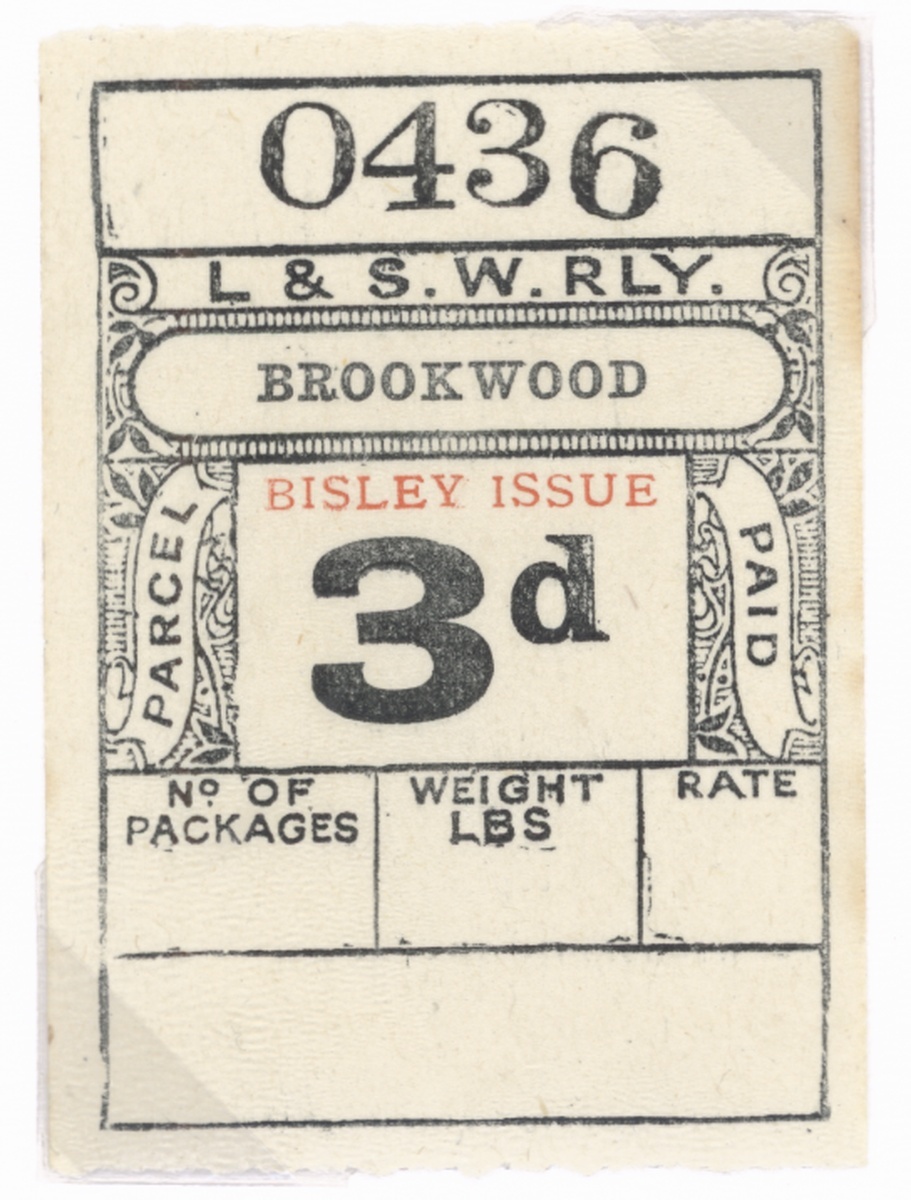 0436
L & S.W.RLY.
BROOKWOOD
BISLEY ISSUE
PARCEL
3d
PAID
Nº OF
PACKAGES
WEIGHT
LBS
RATE